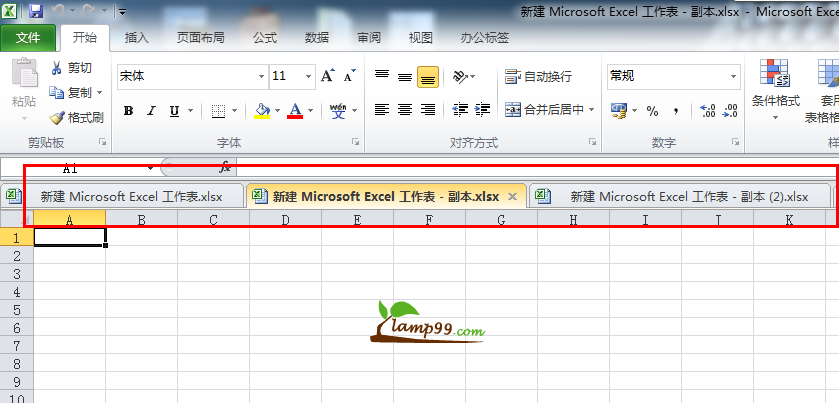 新建 Microsoft Excel 工作表 - 副本.xlsx - Microsoft Exce
文件 开始 插入 页面布局 公式 数据 审阅 视图 办公标签
粘贴 剪切 复制 格式刷
宋体 11 A A
B I U A wén 文
自动换行
合并后居中
常规
% , .00 .0
条件格式 套用 表格格
剪贴板 字体 对齐方式 数字 样
A1 fx
新建 Microsoft Excel 工作表.xlsx 新建 Microsoft Excel 工作表 - 副本.xlsx 新建 Microsoft Excel 工作表 - 副本 (2).xlsx
A B C D E F G H I J K
1
2
3
4
5
6
7
8
9
10
lamp99.com